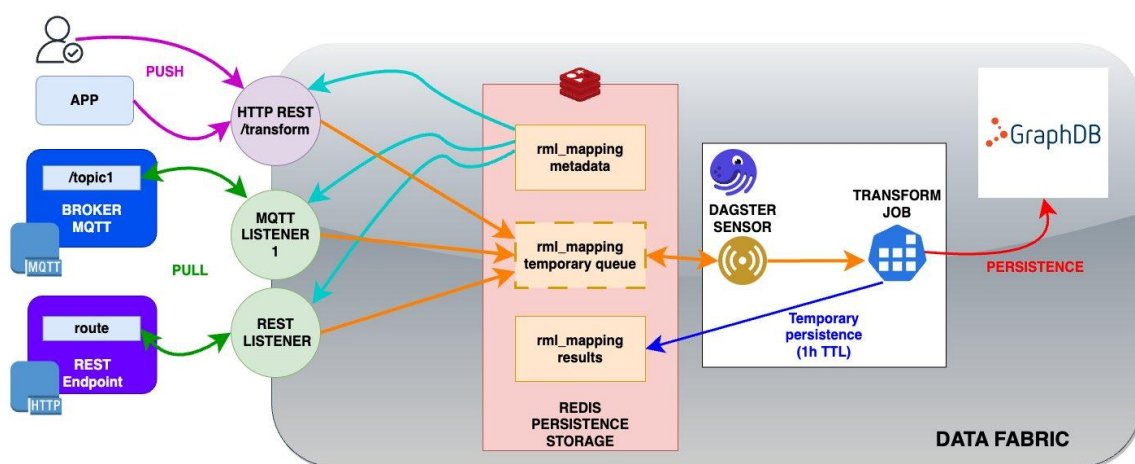 PUSH
APP
HTTP REST
/transform
/topic1
BROKER
MQTT
MQTT
MQTT
LISTENER
1
PULL
route
REST
Endpoint
HTTP
REST
LISTENER
rml_mapping
metadata
rml_mapping
temporary queue
rml_mapping
results
REDIS
PERSISTENCE
STORAGE
DAGSTER
SENSOR
TRANSFORM
JOB
Temporary
persistence
(1h TTL)
GraphDB
PERSISTENCE
DATA FABRIC